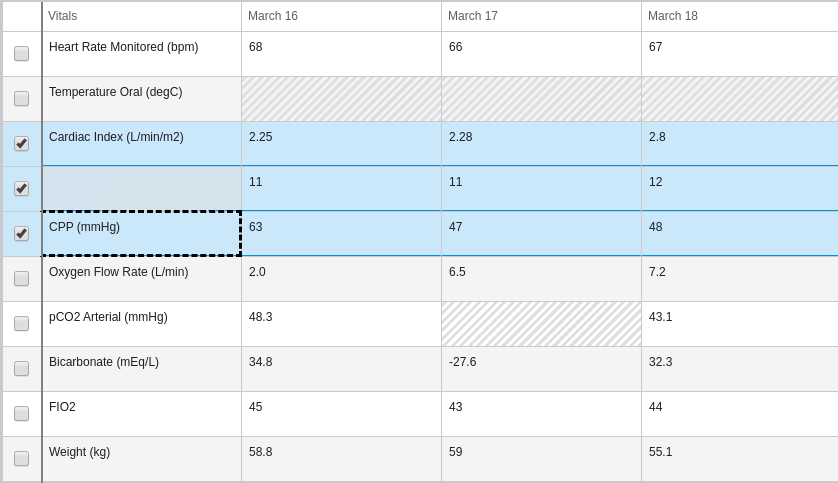 Vitals March 16 March 17 March 18
Heart Rate Monitored (bpm) 68 66 67
Temperature Oral (degC)
Cardiac Index (L/min/m2) 2.25 2.28 2.8
11 11 12
CPP (mmHg) 63 47 48
Oxygen Flow Rate (L/min) 2.0 6.5 7.2
pCO2 Arterial (mmHg) 48.3 43.1
Bicarbonate (mEq/L) 34.8 -27.6 32.3
FIO2 45 43 44
Weight (kg) 58.8 59 55.1